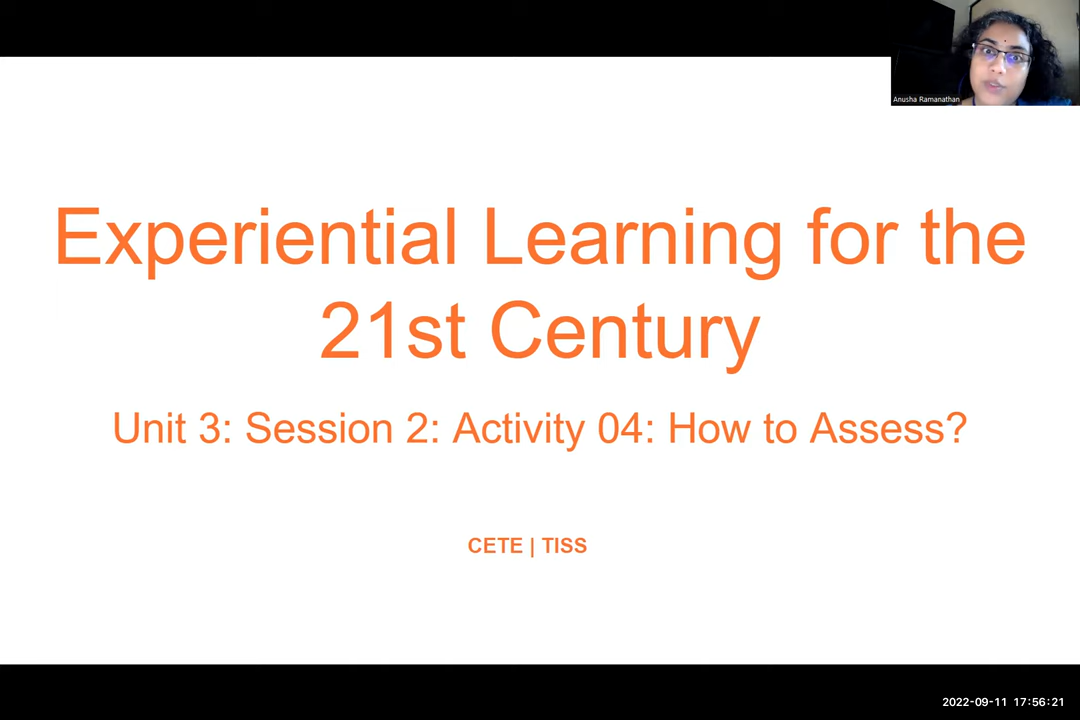 Anusha Ramanathan
Experiential Learning for the
21st Century
Unit 3: Session 2: Activity 04: How to Assess?
CETE | TISS
2022-09-11 17:56:21